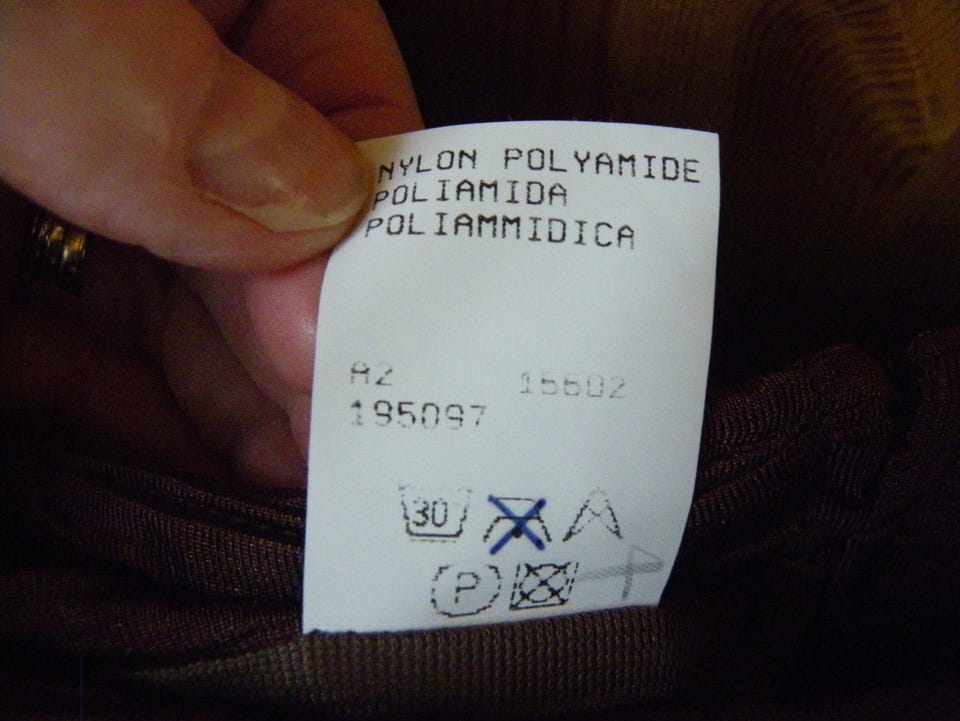 NYLON POLYAMIDE
POLIAMIDA
POLIAMMIDICA
A2 15602
195097
30
P